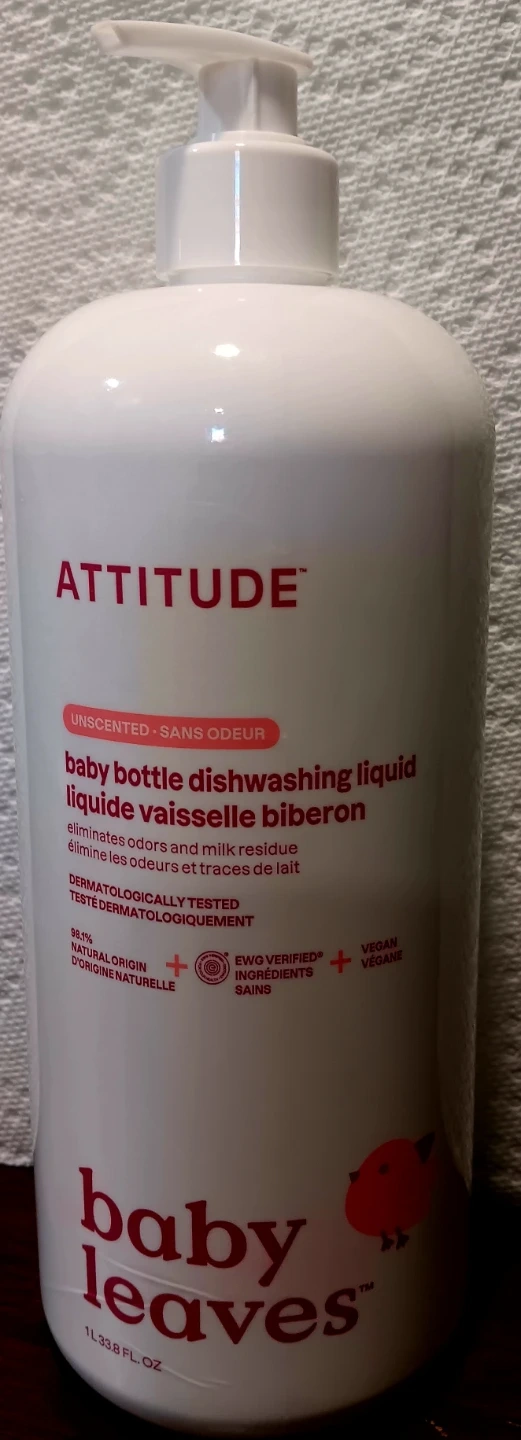 ATTITUDE™
UNSCENTED · SANS ODEUR
baby bottle dishwashing liquid
liquide vaisselle biberon
eliminates odors and milk residue
élimine les odeurs et traces de lait
DERMATOLOGICALLY TESTED
TESTÉ DERMATOLOGIQUEMENT
98.1%
NATURAL ORIGIN
D'ORIGINE NATURELLE
+
EWG VERIFIED®
INGRÉDIENTS
SAINS
+
VEGAN
VÉGANE
baby
leaves™
1 L 33.8 FL. OZ